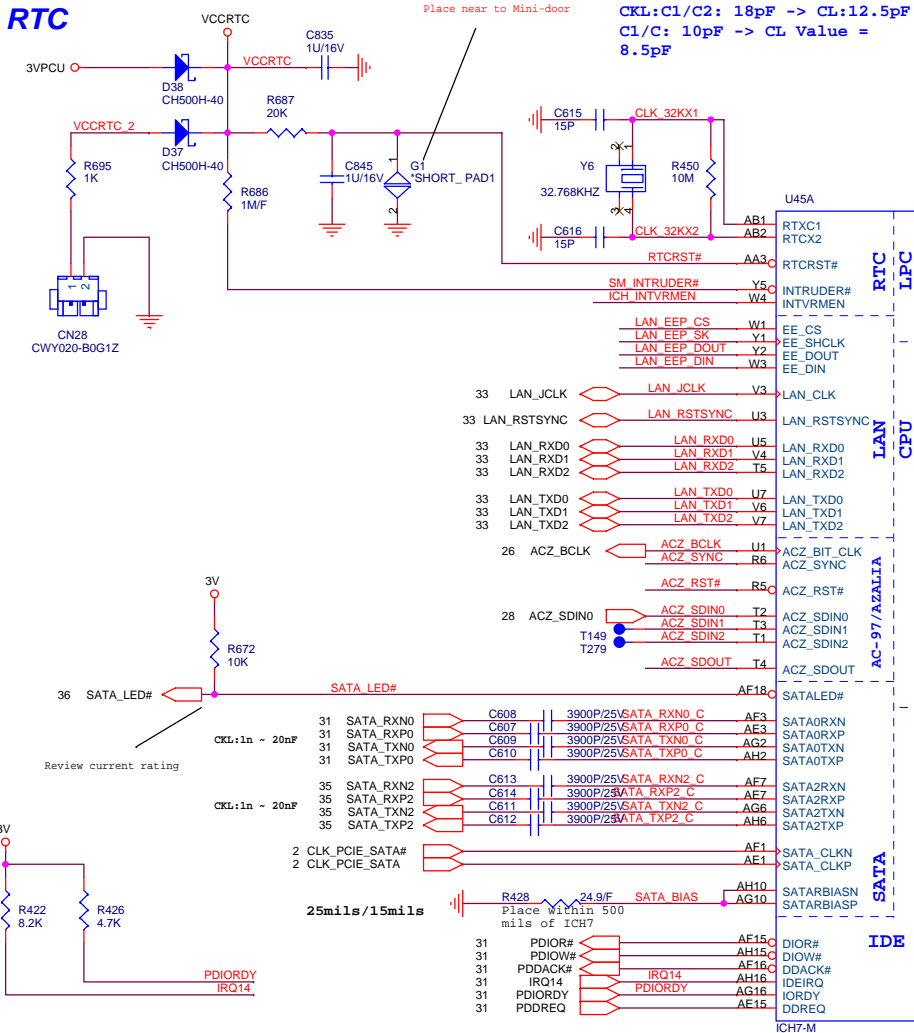 RTC
Place near to Mini-door
CKL:C1/C2: 18pF -> CL:12.5pF
C1/C: 10pF -> CL Value =
8.5pF
VCCRTC
3VPCU
VCCRTC
C835
1U/16V
D38
CH500H-40
R687
20K
VCCRTC_2
D37
CH500H-40
R695
1K
C845
1U/16V
1
G1
*SHORT_ PAD1
2
R686
1M/F
1 2
CN28
CWY020-B0G1Z
C615
15P
CLK_32KX1
2 1
Y6
32.768KHZ
3 4
R450
10M
C616
15P
CLK_32KX2
U45A
AB1 RTXC1
AB2 RTCX2
RTCRST# AA3 RTCRST#
SM_INTRUDER# Y5 INTRUDER#
ICH_INTVRMEN W4 INTVRMEN
RTC
LPC
LAN_EEP_CS W1 EE_CS
LAN_EEP_SK Y1 EE_SHCLK
LAN_EEP_DOUT Y2 EE_DOUT
LAN_EEP_DIN W3 EE_DIN
33 LAN_JCLK LAN_JCLK V3 LAN_CLK
33 LAN_RSTSYNC LAN_RSTSYNC U3 LAN_RSTSYNC
33 LAN_RXD0 LAN_RXD0 U5 LAN_RXD0
33 LAN_RXD1 LAN_RXD1 V4 LAN_RXD1
33 LAN_RXD2 LAN_RXD2 T5 LAN_RXD2
33 LAN_TXD0 LAN_TXD0 U7 LAN_TXD0
33 LAN_TXD1 LAN_TXD1 V6 LAN_TXD1
33 LAN_TXD2 LAN_TXD2 V7 LAN_TXD2
LAN
CPU
26 ACZ_BCLK ACZ_BCLK U1 ACZ_BIT_CLK
ACZ_SYNC R6 ACZ_SYNC
ACZ_RST# R5 ACZ_RST#
28 ACZ_SDIN0 ACZ_SDIN0 T2 ACZ_SDIN0
T149 ACZ_SDIN1 T3 ACZ_SDIN1
T279 ACZ_SDIN2 T1 ACZ_SDIN2
ACZ_SDOUT T4 ACZ_SDOUT
AC-97/AZALIA
3V
R672
10K
36 SATA_LED# SATA_LED# AF18 SATALED#
Review current rating
CKL:1n ~ 20nF
31 SATA_RXN0 C608 3900P/25V SATA_RXN0_C AF3 SATA0RXN
31 SATA_RXP0 C607 3900P/25V SATA_RXP0_C AE3 SATA0RXP
31 SATA_TXN0 C609 3900P/25V SATA_TXN0_C AG2 SATA0TXN
31 SATA_TXP0 C610 3900P/25V SATA_TXP0_C AH2 SATA0TXP
CKL:1n ~ 20nF
35 SATA_RXN2 C613 3900P/25V SATA_RXN2_C AF7 SATA2RXN
35 SATA_RXP2 C614 3900P/25V SATA_RXP2_C AE7 SATA2RXP
35 SATA_TXN2 C611 3900P/25V SATA_TXN2_C AG6 SATA2TXN
35 SATA_TXP2 C612 3900P/25V SATA_TXP2_C AH6 SATA2TXP
2 CLK_PCIE_SATA# AF1 SATA_CLKN
2 CLK_PCIE_SATA AE1 SATA_CLKP
SATA
25mils/15mils
R428 24.9/F SATA_BIAS AH10 SATARBIASN
AG10 SATARBIASP
Place within 500
mils of ICH7
3V
R422
8.2K
R426
4.7K
PDIORDY
IRQ14
IDE
31 PDIOR# AF15 DIOR#
31 PDIOW# AH15 DIOW#
31 PDDACK# AF16 DDACK#
31 IRQ14 IRQ14 AH16 IDEIRQ
31 PDIORDY PDIORDY AG16 IORDY
31 PDDREQ AE15 DDREQ
ICH7-M